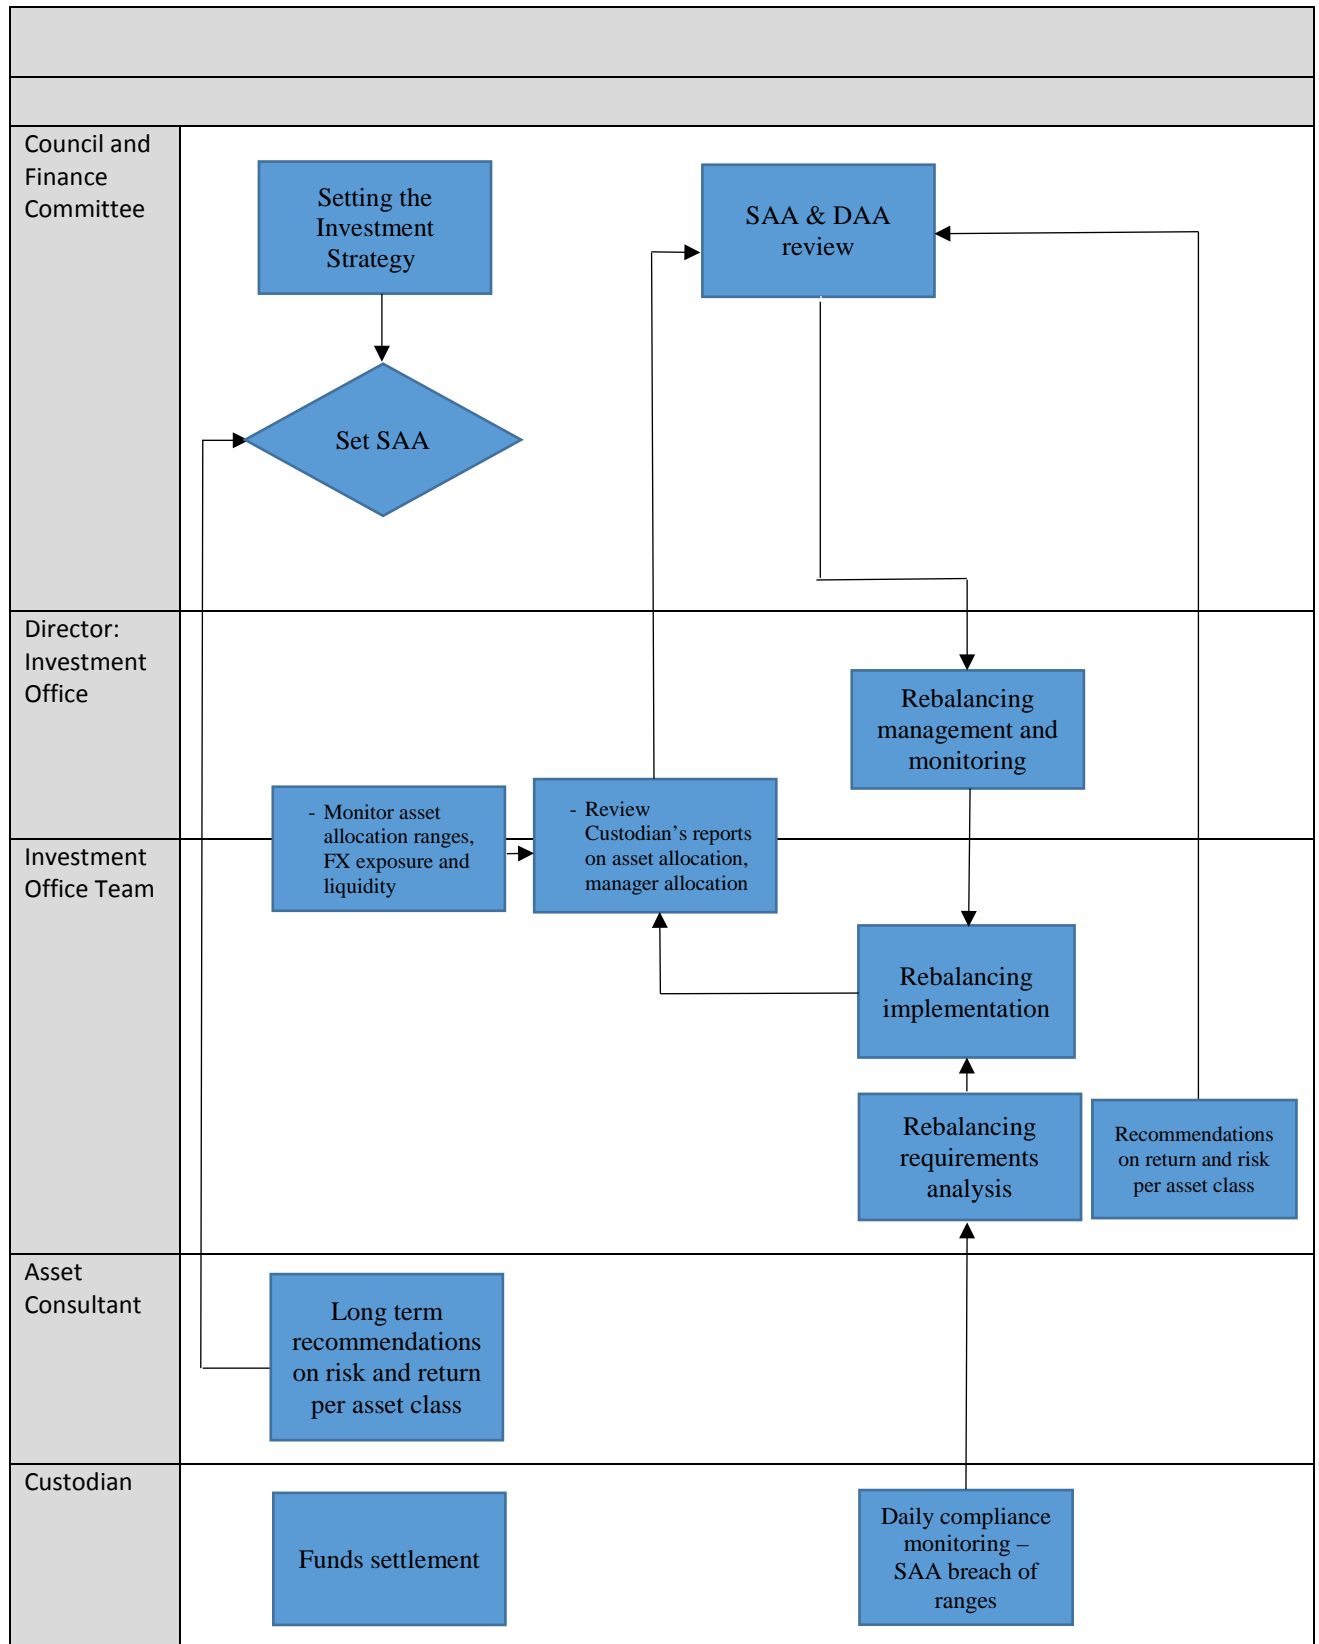 Council and
Finance
Committee
Setting the
Investment
Strategy
SAA & DAA
review
Set SAA
Director:
Investment
Office
Rebalancing
management and
monitoring
- Monitor asset
allocation ranges,
FX exposure and
liquidity
- Review
Custodian's reports
on asset allocation,
manager allocation
Investment
Office Team
Rebalancing
implementation
Rebalancing
requirements
analysis
Recommendations
on return and risk
per asset class
Asset
Consultant
Long term
recommendations
on risk and return
per asset class
Custodian
Funds settlement
Daily compliance
monitoring –
SAA breach of
ranges